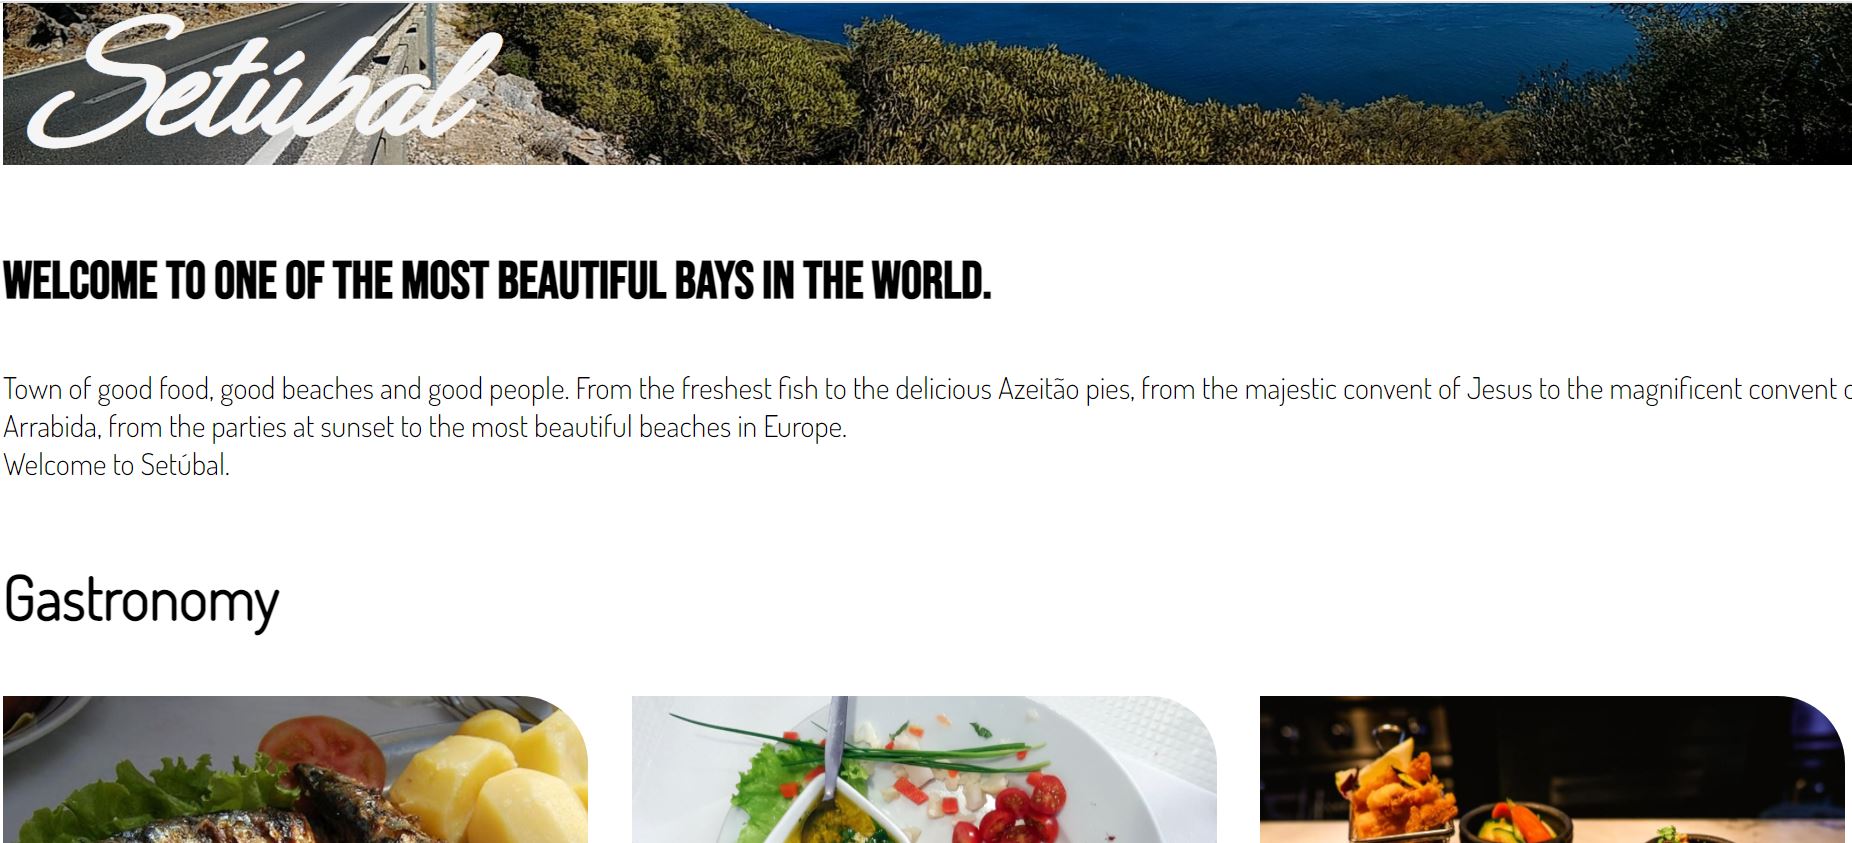 Setúbal
WELCOME TO ONE OF THE MOST BEAUTIFUL BAYS IN THE WORLD.
Town of good food, good beaches and good people. From the freshest fish to the delicious Azeitão pies, from the majestic convent of Jesus to the magnificent convent
Arrabida, from the parties at sunset to the most beautiful beaches in Europe.
Welcome to Setúbal.
Gastronomy